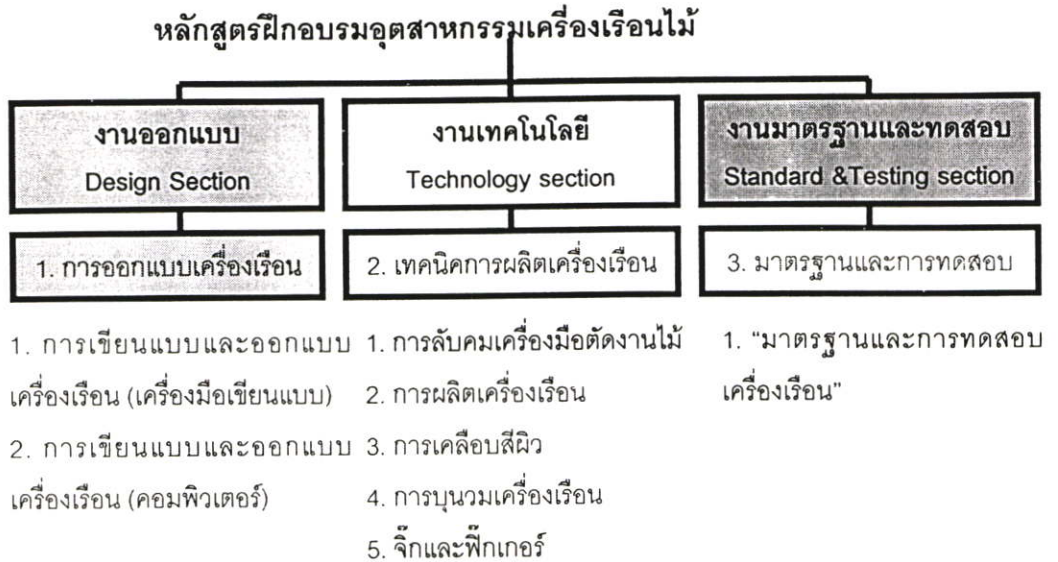 หลักสูตรฝึกอบรมอุตสาหกรรมเครื่องเรือนไม้
งานออกแบบ
Design Section
1. การออกแบบเครื่องเรือน
1. การเขียนแบบและออกแบบ
เครื่องเรือน (เครื่องมือเขียนแบบ)
2. การเขียนแบบและออกแบบ
เครื่องเรือน (คอมพิวเตอร์)
งานเทคโนโลยี
Technology section
2. เทคนิคการผลิตเครื่องเรือน
1. การลับคมเครื่องมือตัดงานไม้
2. การผลิตเครื่องเรือน
3. การเคลือบสีผิว
4. การบุนวมเครื่องเรือน
5. จิ๊กและฟิ๊กเกอร์
งานมาตรฐานและทดสอบ
Standard &Testing section
3. มาตรฐานและการทดสอบ
1. “มาตรฐานและการทดสอบ
เครื่องเรือน”